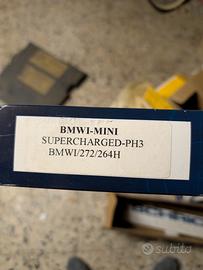 BMWI-MINI
SUPERCHARGED-PH3
BMWI/272/264H
subito